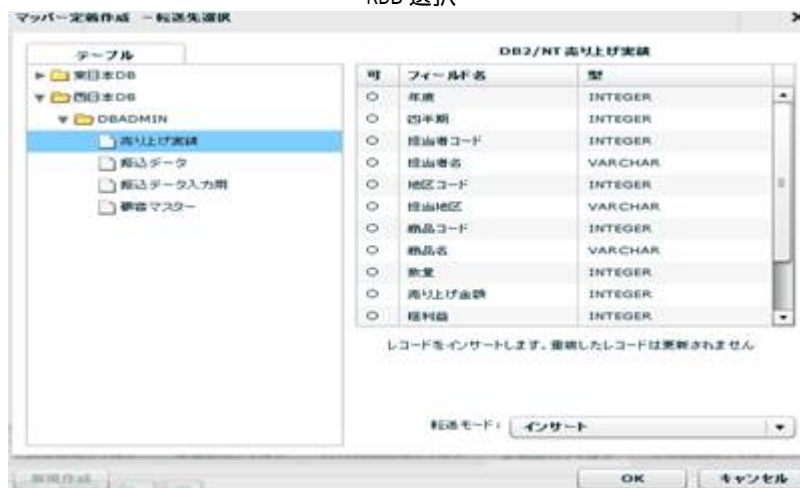 RDB 選択
マッパー定義作成 －転送先選択
テーブル
東日本DB
西日本DB
DBADMIN
売り上げ実績
振込データ
振込データ入力用
顧客マスター
DB2/NT 売り上げ実績
可 フィールド名 型
○ 年度 INTEGER
○ 四半期 INTEGER
○ 担当者コード INTEGER
○ 担当者名 VARCHAR
○ 地区コード INTEGER
○ 担当地区 VARCHAR
○ 商品コード INTEGER
○ 商品名 VARCHAR
○ 数量 INTEGER
○ 売り上げ金額 INTEGER
○ 粗利益 INTEGER
レコードをインサートします。重複したレコードは更新されません
転送モード： インサート
新規作成
OK キャンセル